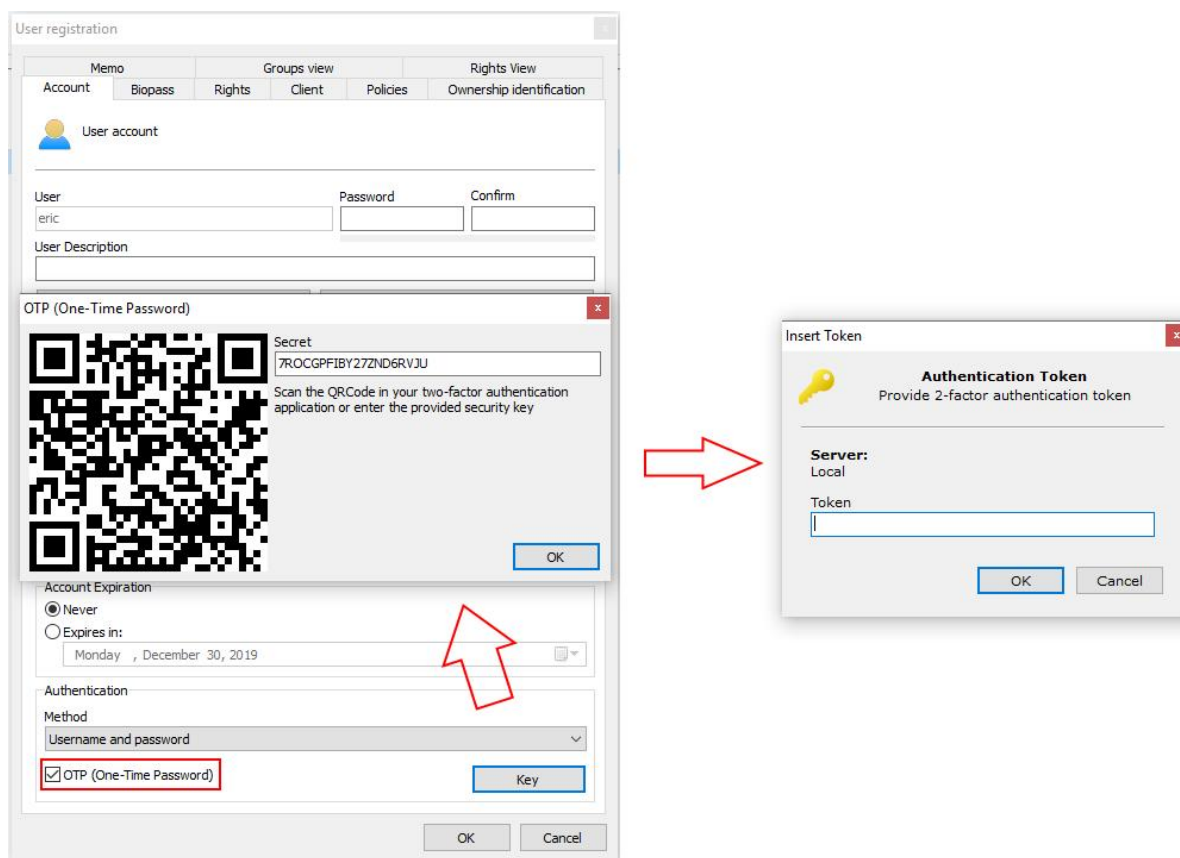 User registration
Memo
Groups view
Rights View
Account
Biopass
Rights
Client
Policies
Ownership identification
User account
User
Password
Confirm
eric
User Description
OTP (One-Time Password)
x
Secret
7ROCGPFIBY27ZND6RVJU
Scan the QRCode in your two-factor authentication
application or enter the provided security key
OK
Account Expiration
Never
Expires in:
Monday , December 30, 2019
Authentication
Method
Username and password
OTP (One-Time Password)
Key
OK
Cancel
Insert Token
x
Authentication Token
Provide 2-factor authentication token
Server:
Local
Token
OK
Cancel